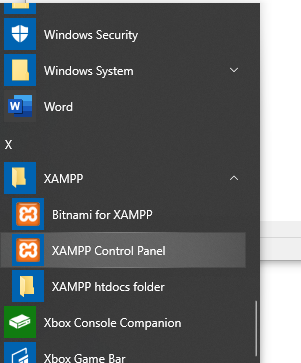 Windows Security
Windows System
Word
X
XAMPP
Bitnami for XAMPP
XAMPP Control Panel
XAMPP htdocs folder
Xbox Console Companion
Xbox Game Bar